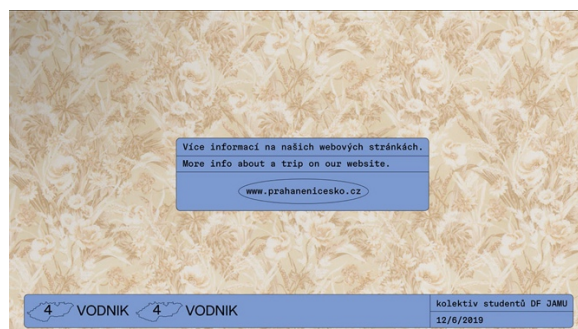 Více informací na našich webových stránkách.
More info about a trip on our website.
www.prahanenicesko.cz
4 VODNIK 4 VODNIK
kolektiv studentů DF JAMU
12/6/2019